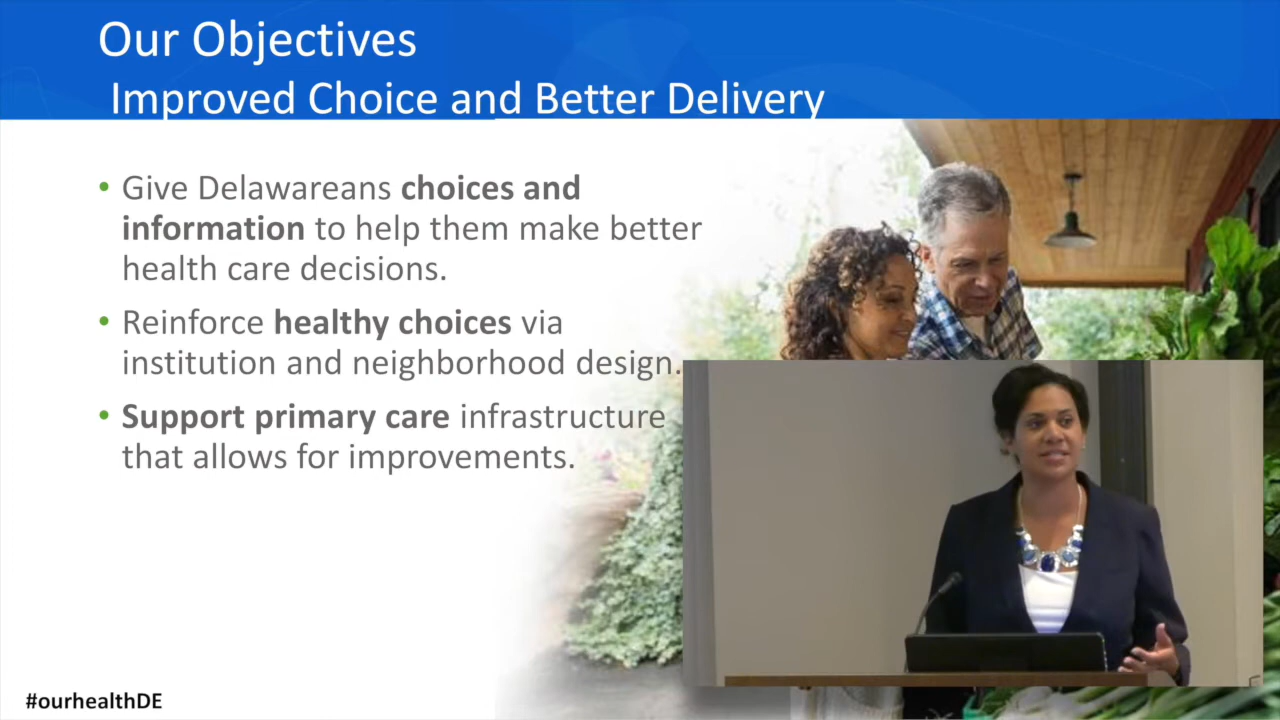 Our Objectives
Improved Choice and Better Delivery
• Give Delawareans choices and
information to help them make better
health care decisions.
• Reinforce healthy choices via
institution and neighborhood design.
• Support primary care infrastructure
that allows for improvements.
#ourhealthDE